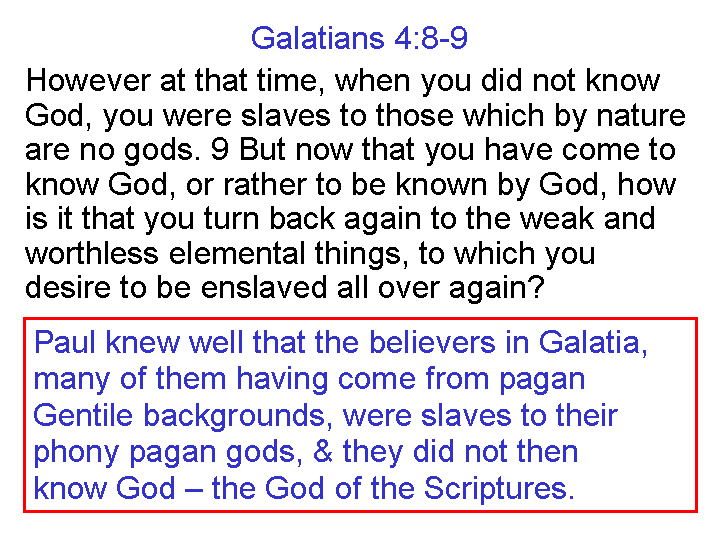 Galatians 4:8-9
However at that time, when you did not know
God, you were slaves to those which by nature
are no gods. 9 But now that you have come to
know God, or rather to be known by God, how
is it that you turn back again to the weak and
worthless elemental things, to which you
desire to be enslaved all over again?
Paul knew well that the believers in Galatia,
many of them having come from pagan
Gentile backgrounds, were slaves to their
phony pagan gods, & they did not then
know God – the God of the Scriptures.